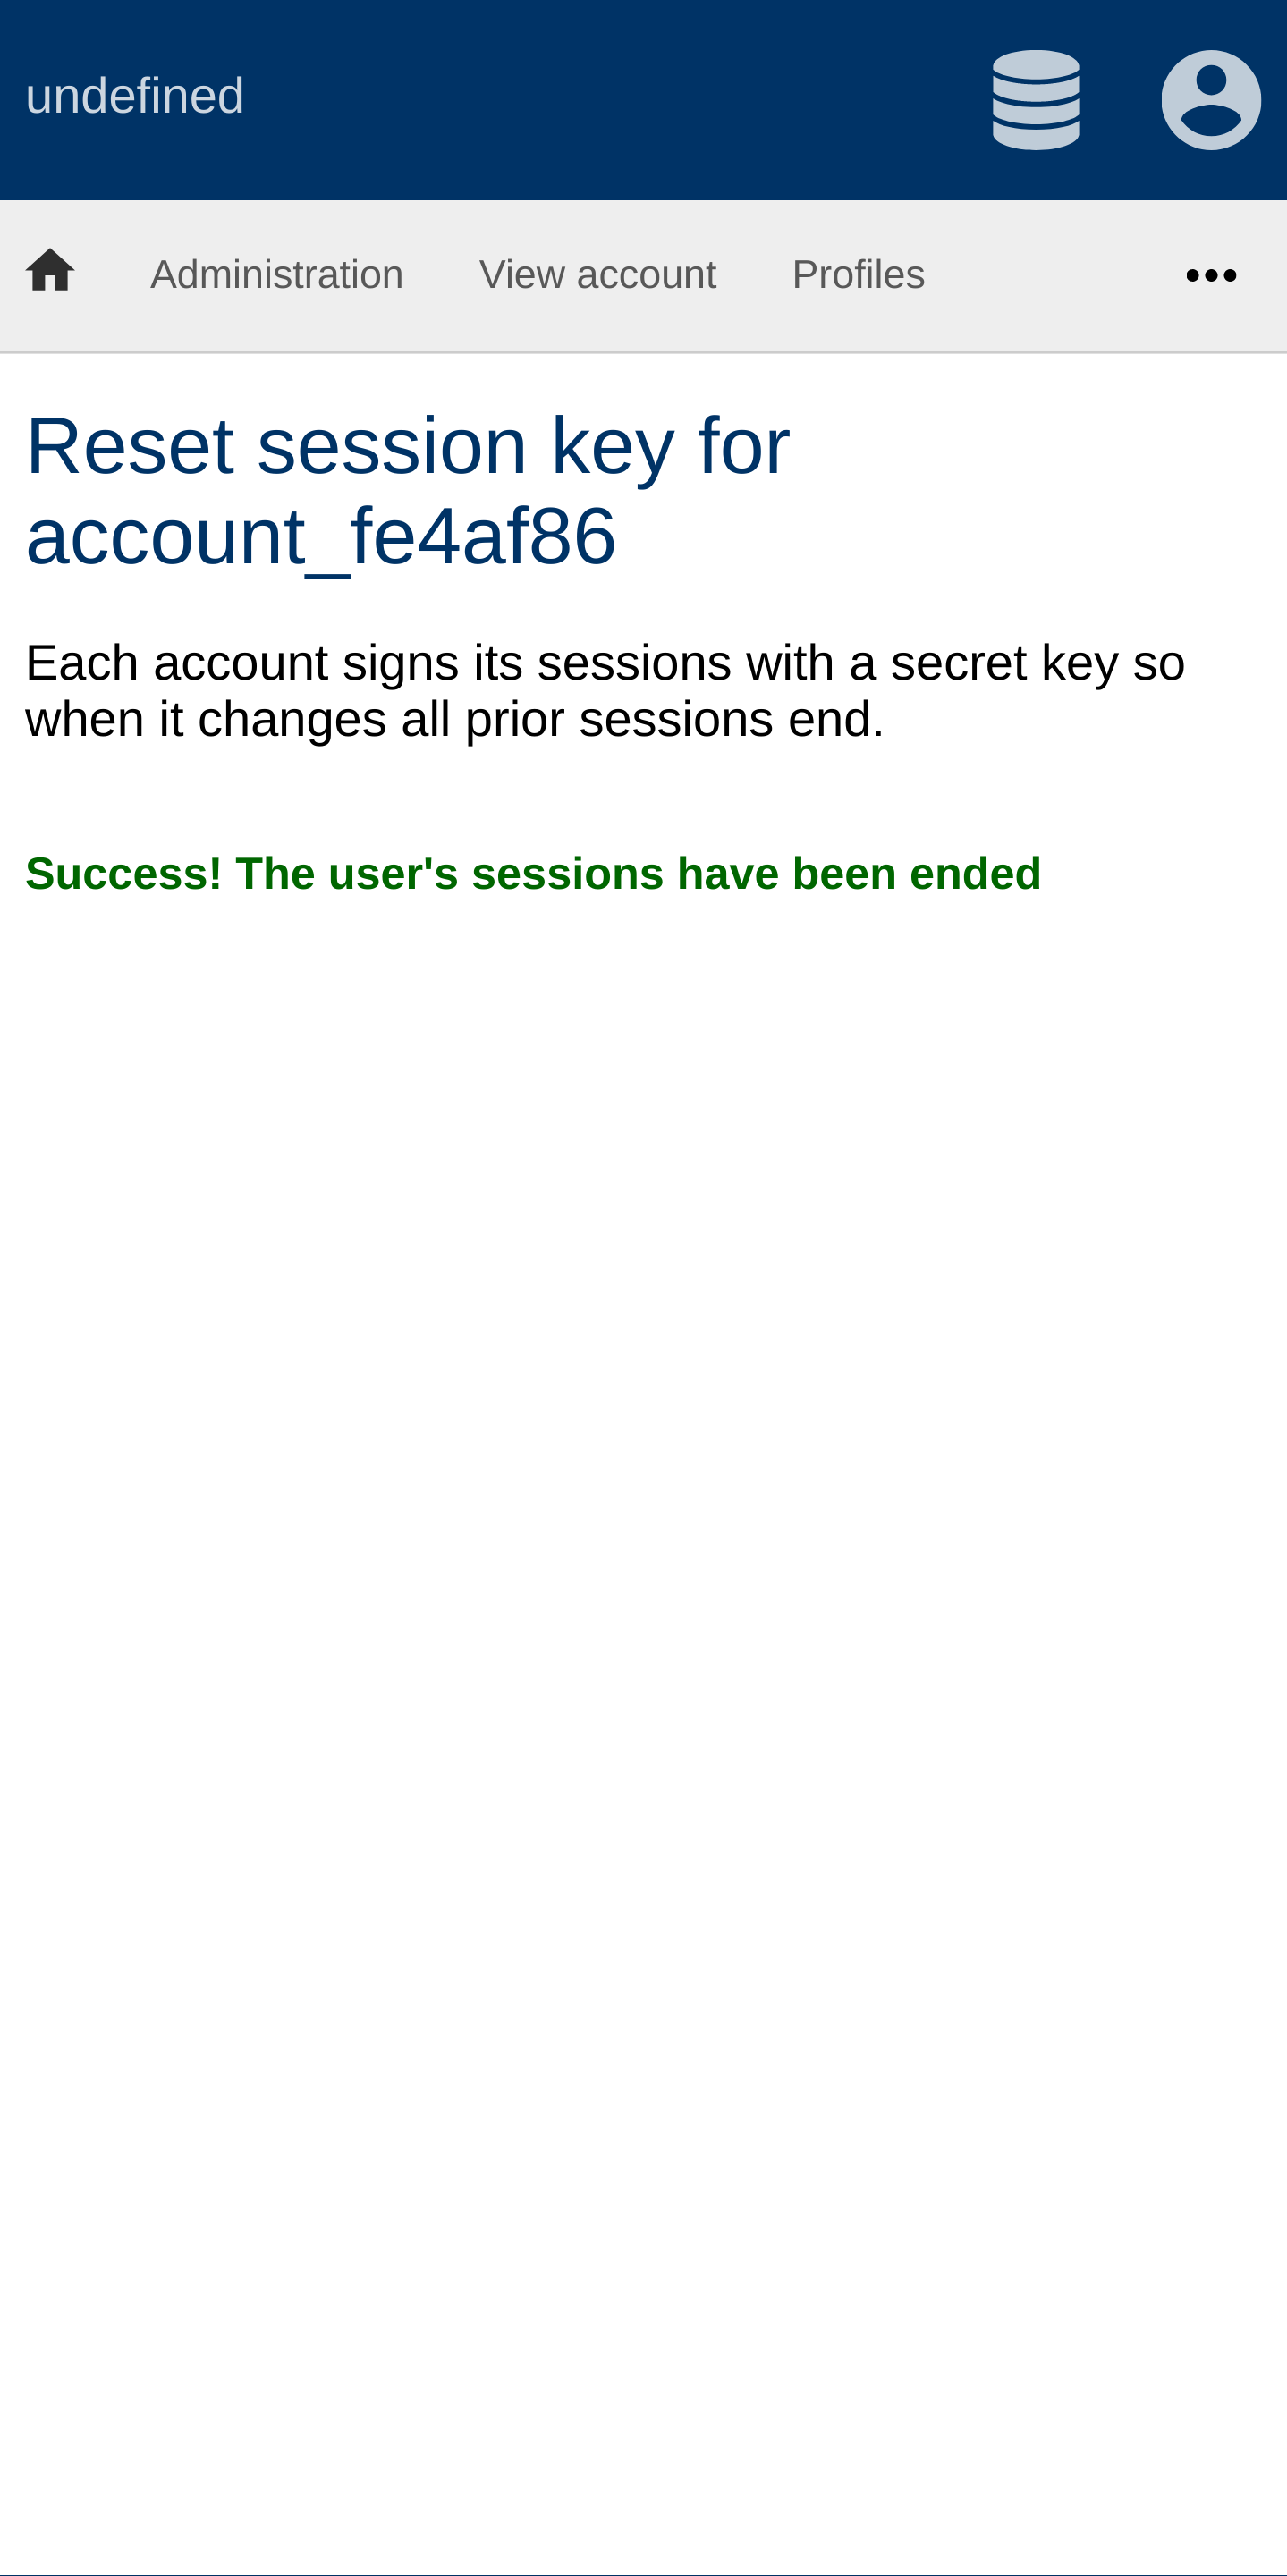 undefined
Administration View account Profiles
Reset session key for
account_fe4af86
Each account signs its sessions with a secret key so
when it changes all prior sessions end.
Success! The user's sessions have been ended